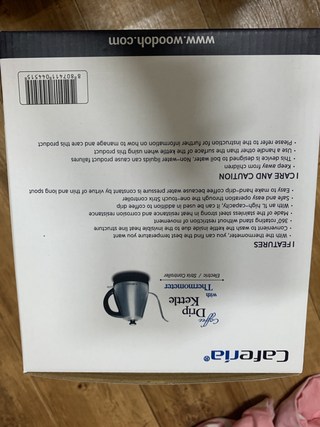 Caferia®
Coffee
Drip
Kettle
with
Thermometer
Electric / Stirix Controller
I FEATURES
• With the thermometer, you can find the best temperature you want
• Convenient to wash the kettle inside due to the invisible heat line structure
• 360° rotating stand without restriction of movement
• Made of the stainless steel strong in heat resistance and corrosion resistance
• With an 1L high-capacity, it can be used in addition to coffee drip
• Safe and easy operation through the one-touch Strix controller
• Easy to make hand-drip coffee because water pressure is constant by virtue of thin and long spout
I CARE AND CAUTION
• Keep away from children
• This device is designed to boil water. Non-water liquids can cause product failures
• Use a handle other than the surface of the kettle when using this product
• Please refer to the instruction for further information on how to manage and care this product
8 807411 044315
www.woodoh.com